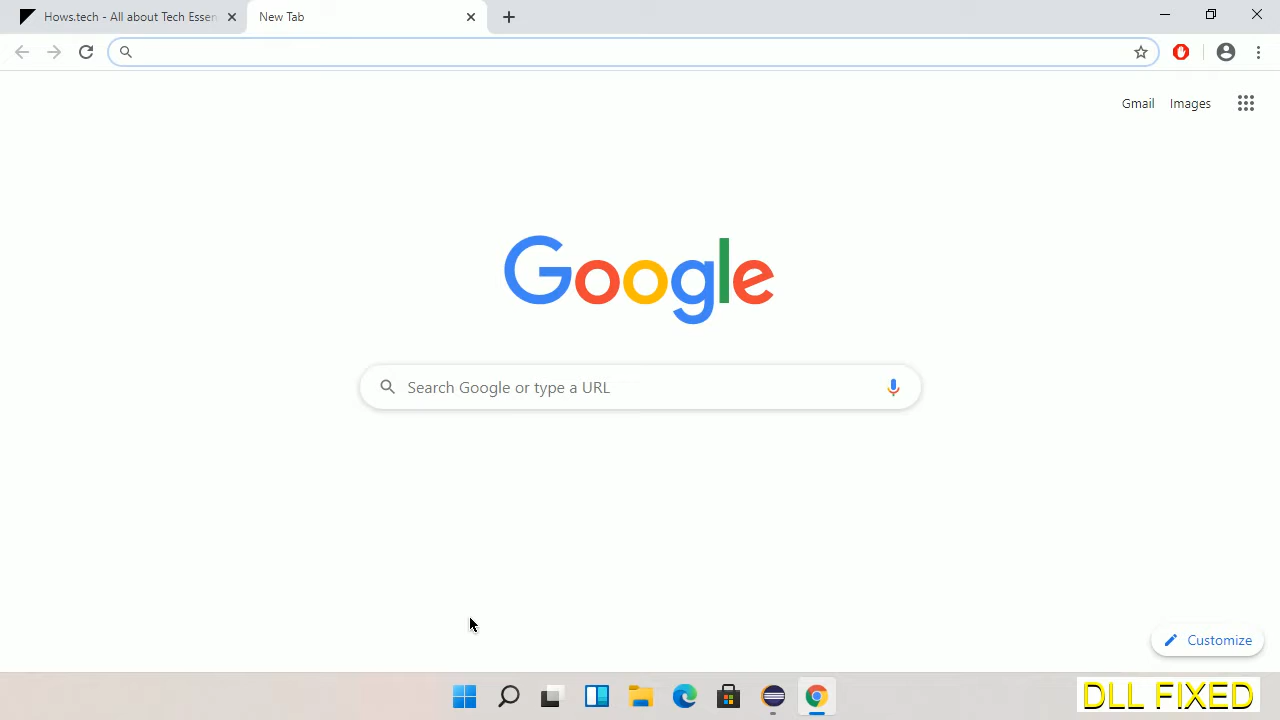 Hows.tech - All about Tech Essen
New Tab
Gmail
Images
Google
Search Google or type a URL
Customize
DLL FIXED